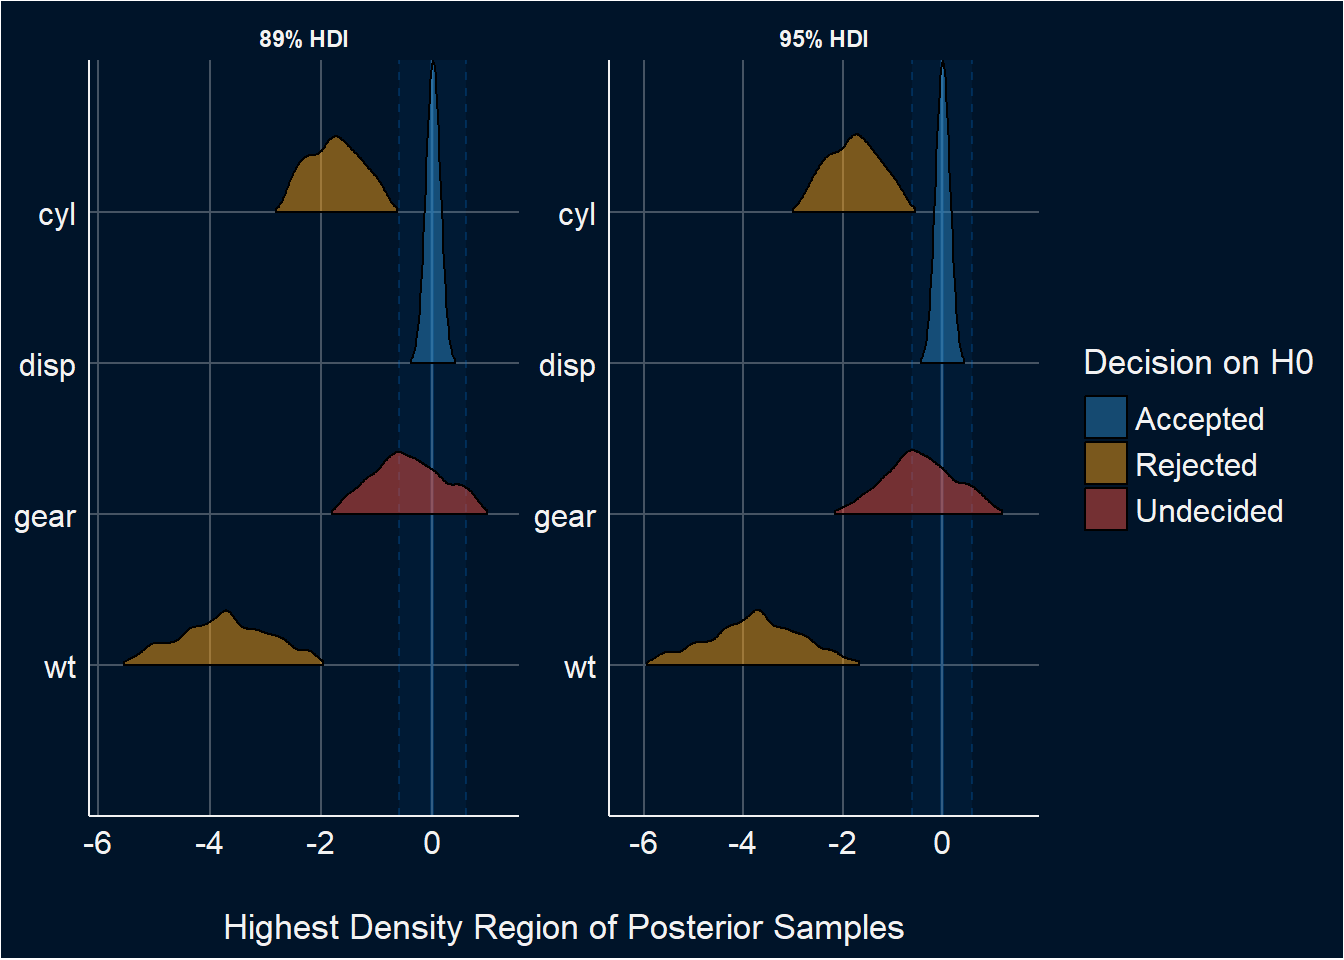 89% HDI
95% HDI
cyl
disp
gear
wt
-6
-4
-2
0
cyl
disp
gear
wt
-6
-4
-2
0
Decision on H0
Accepted
Rejected
Undecided
Highest Density Region of Posterior Samples